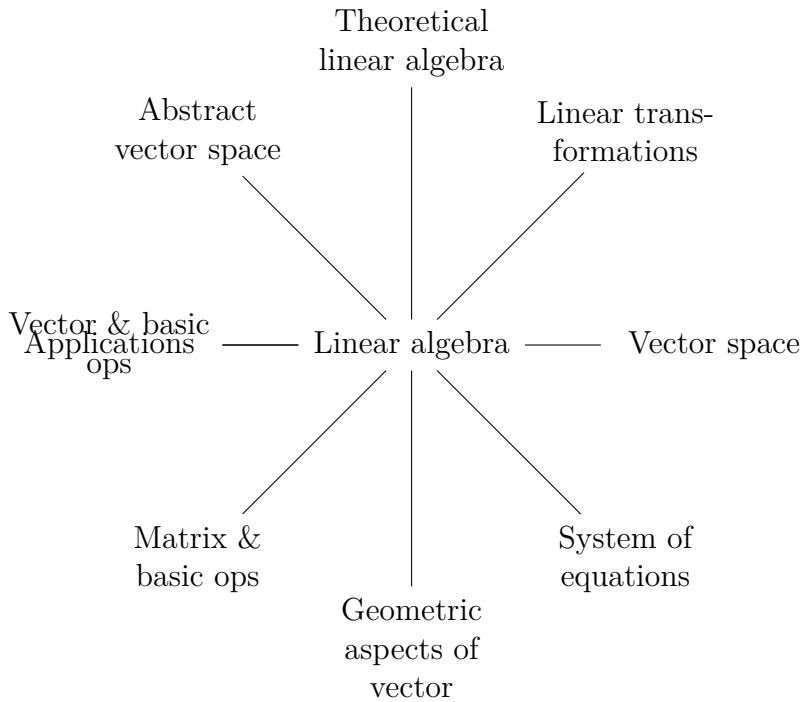 Theoretical
linear algebra
Abstract
vector space
Linear trans-
formations
Vector & basic
ops
Applications
Linear algebra
Vector space
Matrix &
basic ops
System of
equations
Geometric
aspects of
vector